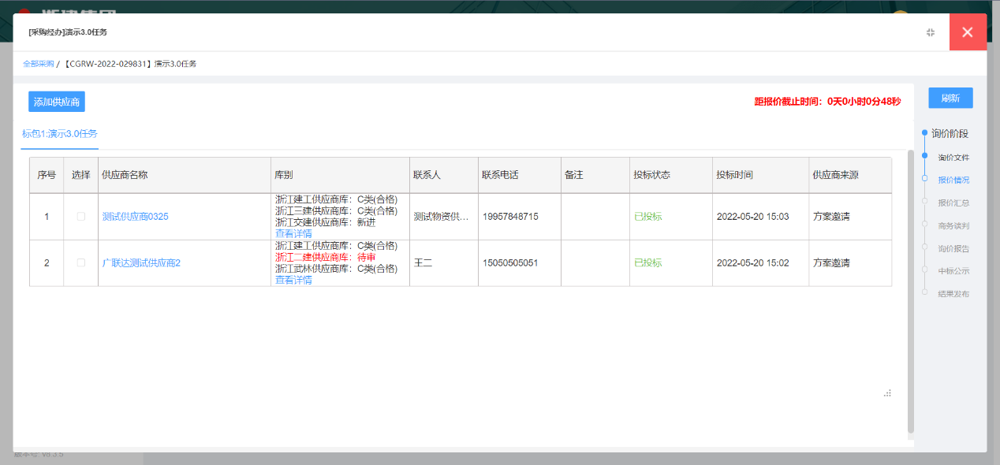 浙建集团
[采购经办]演示3.0任务
全部采购 / 【CGRW-2022-029831】演示3.0任务
添加供应商
距报价截止时间：0天0小时0分48秒
刷新
标包1:演示3.0任务
序号 选择 供应商名称 库别 联系人 联系电话 备注 投标状态 投标时间 供应商来源
浙江建工供应商库：C类(合格)
浙江三建供应商库：C类(合格)
1 测试供应商0325 测试物资供... 19957848715 已投标 2022-05-20 15:03 方案邀请
浙江交建供应商库：新进
查看详情
浙江建工供应商库：C类(合格)
浙江二建供应商库：待审
2 广联达测试供应商2 王二 15050505051 已投标 2022-05-20 15:02 方案邀请
浙江武林供应商库：C类(合格)
查看详情
询价阶段
询价文件
报价情况
报价汇总
商务谈判
询价报告
中标公示
结果发布
版本号: V8.3.5